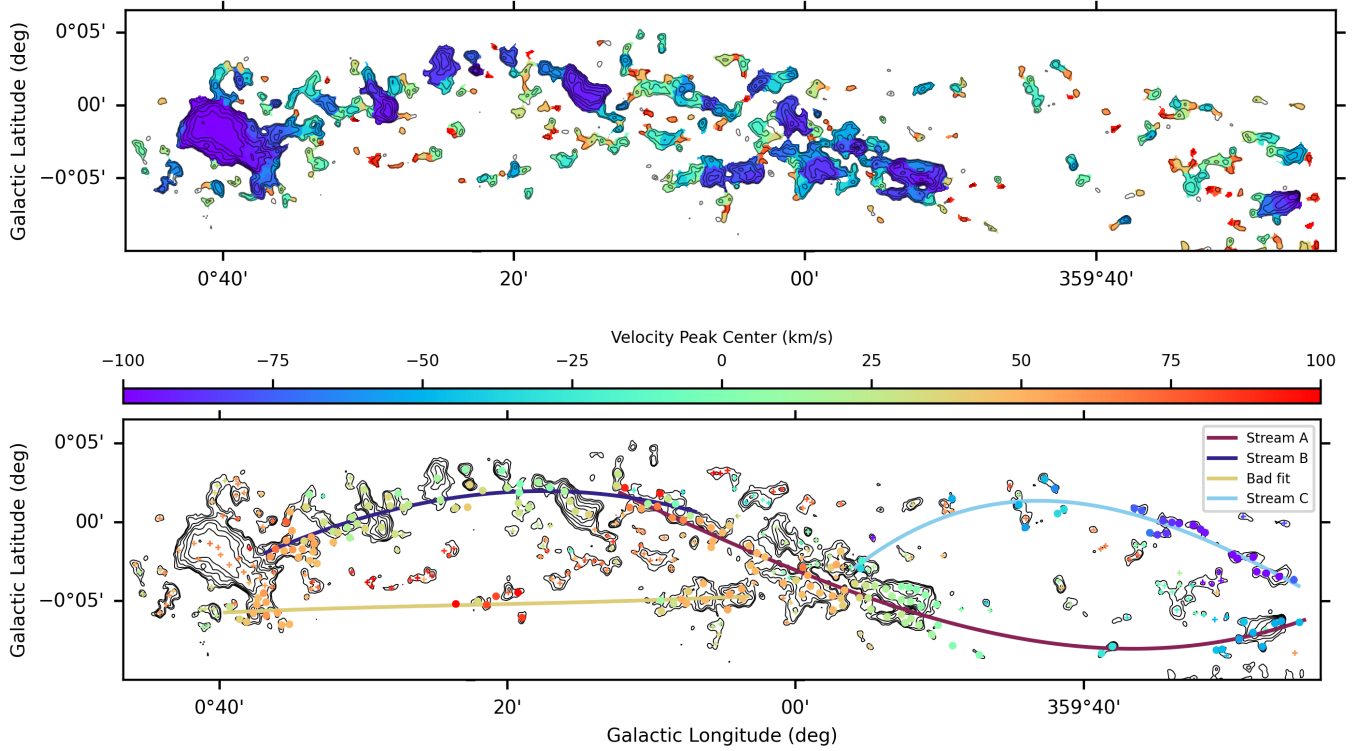 0°05'
00'
−0°05'
Galactic Latitude (deg)
0°40' 20' 00' 359°40'
Velocity Peak Center (km/s)
−100 −75 −50 −25 0 25 50 75 100
0°05'
00'
−0°05'
Galactic Latitude (deg)
Stream A
Stream B
Bad fit
Stream C
0°40' 20' 00' 359°40'
Galactic Longitude (deg)